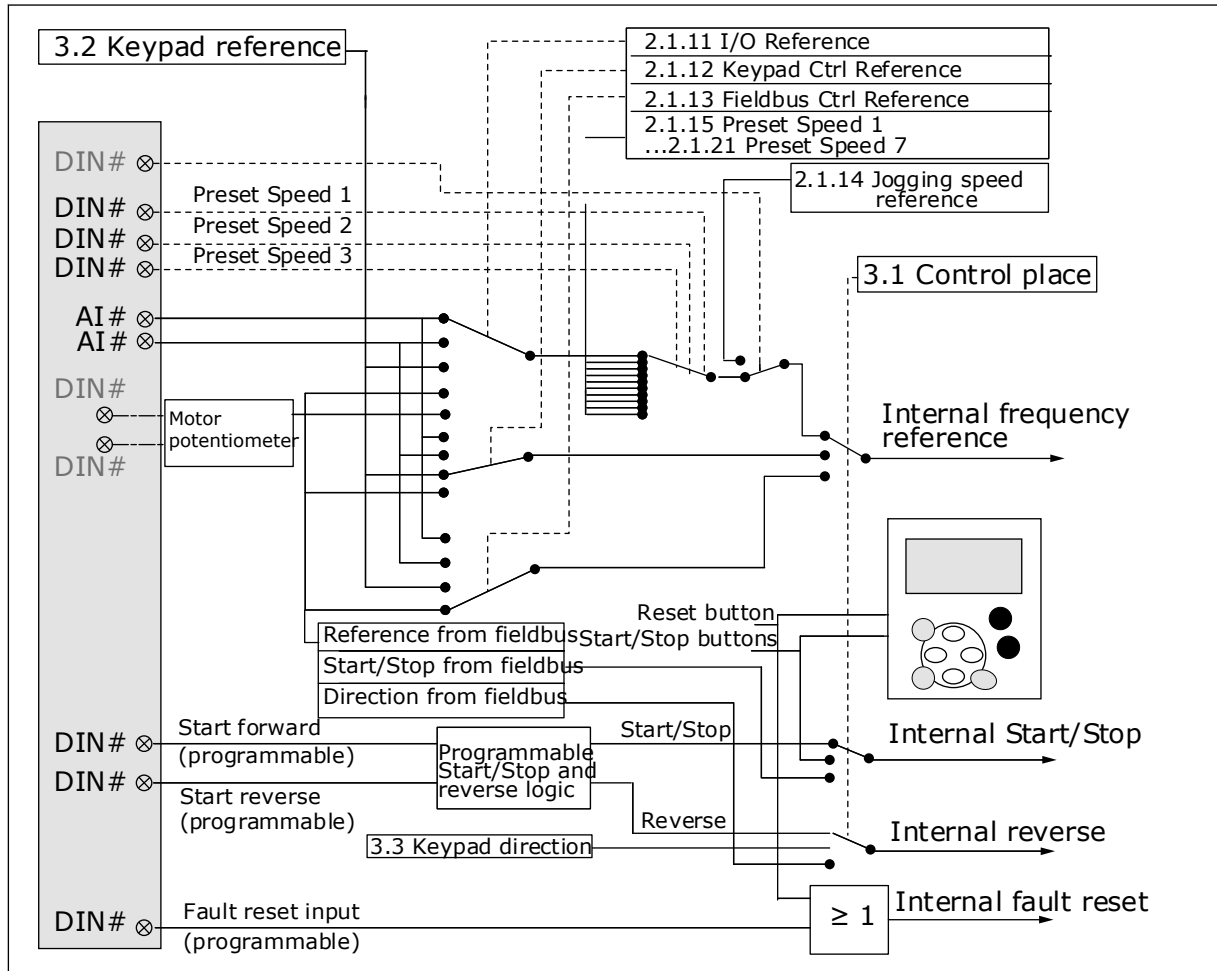 3.2 Keypad reference
2.1.11 I/O Reference
2.1.12 Keypad Ctrl Reference
2.1.13 Fieldbus Ctrl Reference
2.1.15 Preset Speed 1
...2.1.21 Preset Speed 7
2.1.14 Jogging speed
reference
DIN#
DIN#
Preset Speed 1
DIN#
Preset Speed 2
DIN#
Preset Speed 3
3.1 Control place
AI#
AI#
DIN#
Motor
potentiometer
DIN#
Internal frequency
reference
Reset button
Start/Stop buttons
Reference from fieldbus
Start/Stop from fieldbus
Direction from fieldbus
DIN#
Start forward
(programmable)
DIN#
Start reverse
(programmable)
Programmable
Start/Stop and
reverse logic
Start/Stop
Internal Start/Stop
Reverse
3.3 Keypad direction
Internal reverse
DIN#
Fault reset input
(programmable)
≥ 1
Internal fault reset